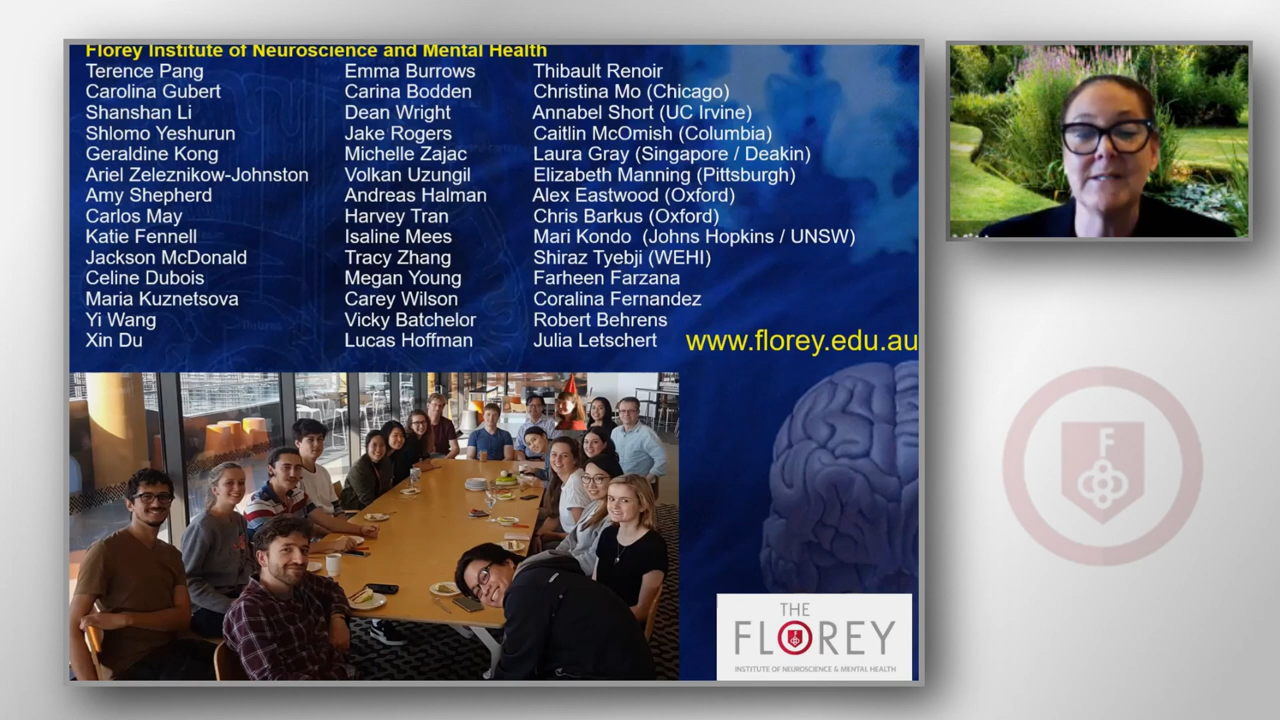 Florey Institute of Neuroscience and Mental Health
Terence Pang Emma Burrows Thibault Renoir
Carolina Gubert Carina Bodden Christina Mo (Chicago)
Shanshan Li Dean Wright Annabel Short (UC Irvine)
Shlomo Yeshurun Jake Rogers Caitlin McOmish (Columbia)
Geraldine Kong Michelle Zajac Laura Gray (Singapore / Deakin)
Ariel Zeleznikow-Johnston Volkan Uzungil Elizabeth Manning (Pittsburgh)
Amy Shepherd Andreas Halman Alex Eastwood (Oxford)
Carlos May Harvey Tran Chris Barkus (Oxford)
Katie Fennell Isaline Mees Mari Kondo (Johns Hopkins / UNSW)
Jackson McDonald Tracy Zhang Shiraz Tyebji (WEHI)
Celine Dubois Megan Young Farheen Farzana
Maria Kuznetsova Carey Wilson Coralina Fernandez
Yi Wang Vicky Batchelor Robert Behrens
Xin Du Lucas Hoffman Julia Letschert www.florey.edu.au
F
THE
FLOREY
INSTITUTE OF NEUROSCIENCE & MENTAL HEALTH